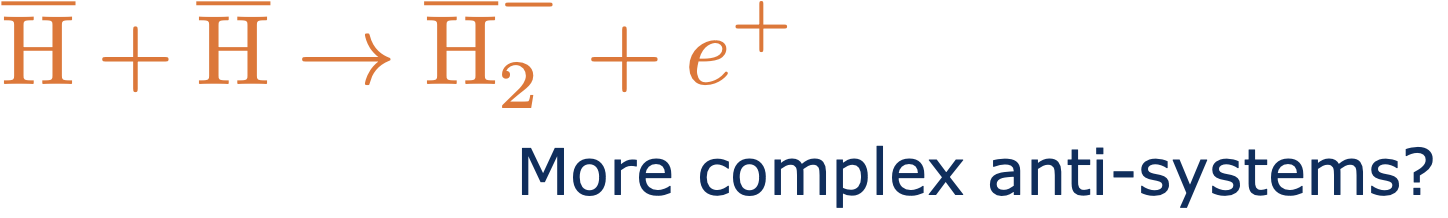 H̅ + H̅ → H̅₂⁻ + e⁺
More complex anti-systems?